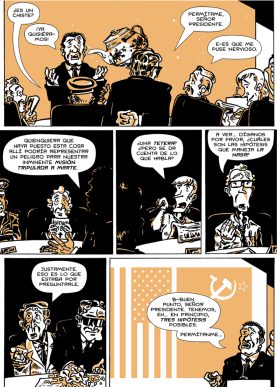 ¿ES UN
CHISTE?
¡YA
QUISIÉRA-
MOS!
PERMÍTAME,
SEÑOR
PRESIDENTE.
E-ES QUE ME
PUSE NERVIOSO.
QUIENQUIERA QUE
HAYA PUESTO ESTA COSA
ALLÍ PODRÍA REPRESENTAR
UN PELIGRO PARA NUESTRA
INMINENTE MISIÓN
TRIPULADA A MARTE.
¿UNA TETERA?
¿PERO SE DA
CUENTA DE LO
QUE HABLA?
A VER... DÍGANOS
POR FAVOR, ¿CUÁLES
SON LAS HIPÓTESIS
QUE MANEJA LA
NASA?
JUSTAMENTE,
ESO ES LO QUE
ESTABA POR
PREGUNTARLE.
B-BUEN
PUNTO, SEÑOR
PRESIDENTE. TENEMOS,
EH... EN PRINCIPIO,
TRES HIPÓTESIS
POSIBLES.
PERMÍTANME...